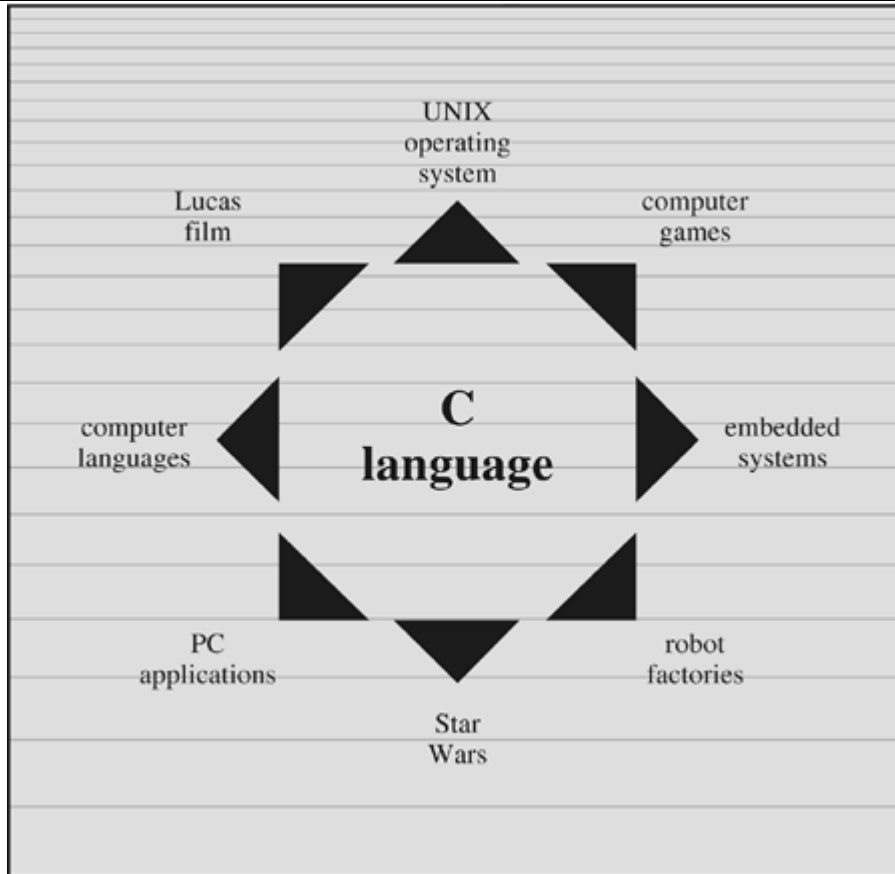 UNIX
operating
system
Lucas
film
computer
games
C
language
computer
languages
embedded
systems
PC
applications
robot
factories
Star
Wars